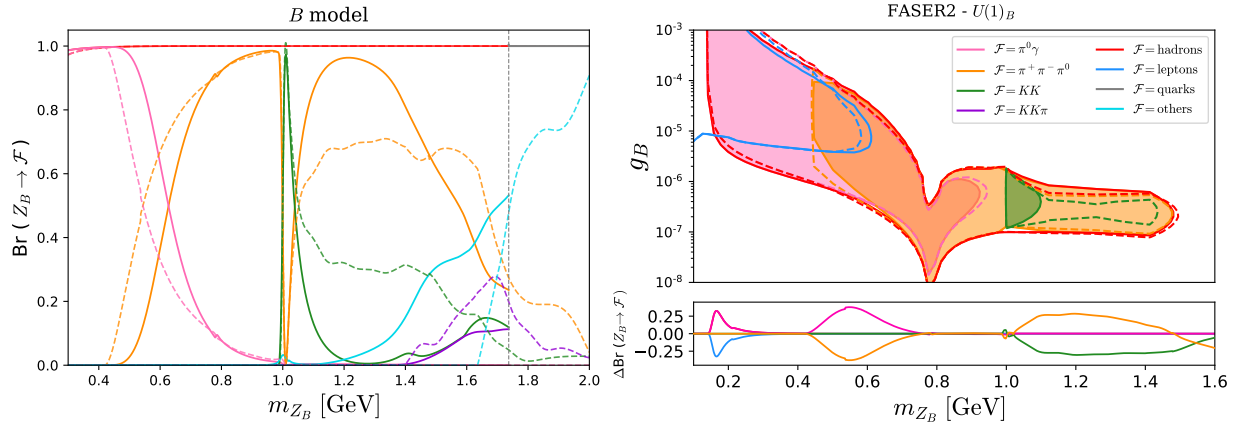 B model
Br ( Z_B → F )
1.0
0.8
0.6
0.4
0.2
0.0
0.4 0.6 0.8 1.0 1.2 1.4 1.6 1.8 2.0
m_{Z_B} [GeV]
FASER2 - U(1)_B
g_B
10^{-3}
10^{-4}
10^{-5}
10^{-6}
10^{-7}
10^{-8}
F = π^0γ
F = π^+π^-π^0
F = KK
F = KKπ
F = hadrons
F = leptons
F = quarks
F = others
ΔBr (Z_B → F)
0.25
0.00
−0.25
0.2 0.4 0.6 0.8 1.0 1.2 1.4 1.6
m_{Z_B} [GeV]